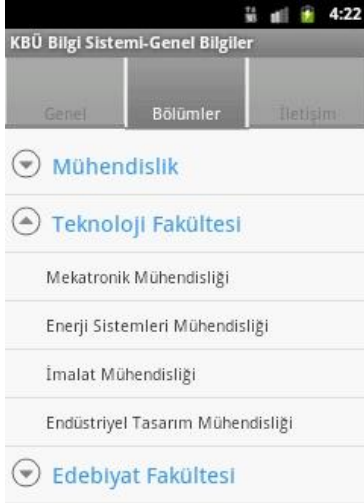 4:22
KBÜ Bilgi Sistemi-Genel Bilgiler
Genel Bölümler İletişim
Mühendislik
Teknoloji Fakültesi
Mekatronik Mühendisliği
Enerji Sistemleri Mühendisliği
İmalat Mühendisliği
Endüstriyel Tasarım Mühendisliği
Edebiyat Fakültesi